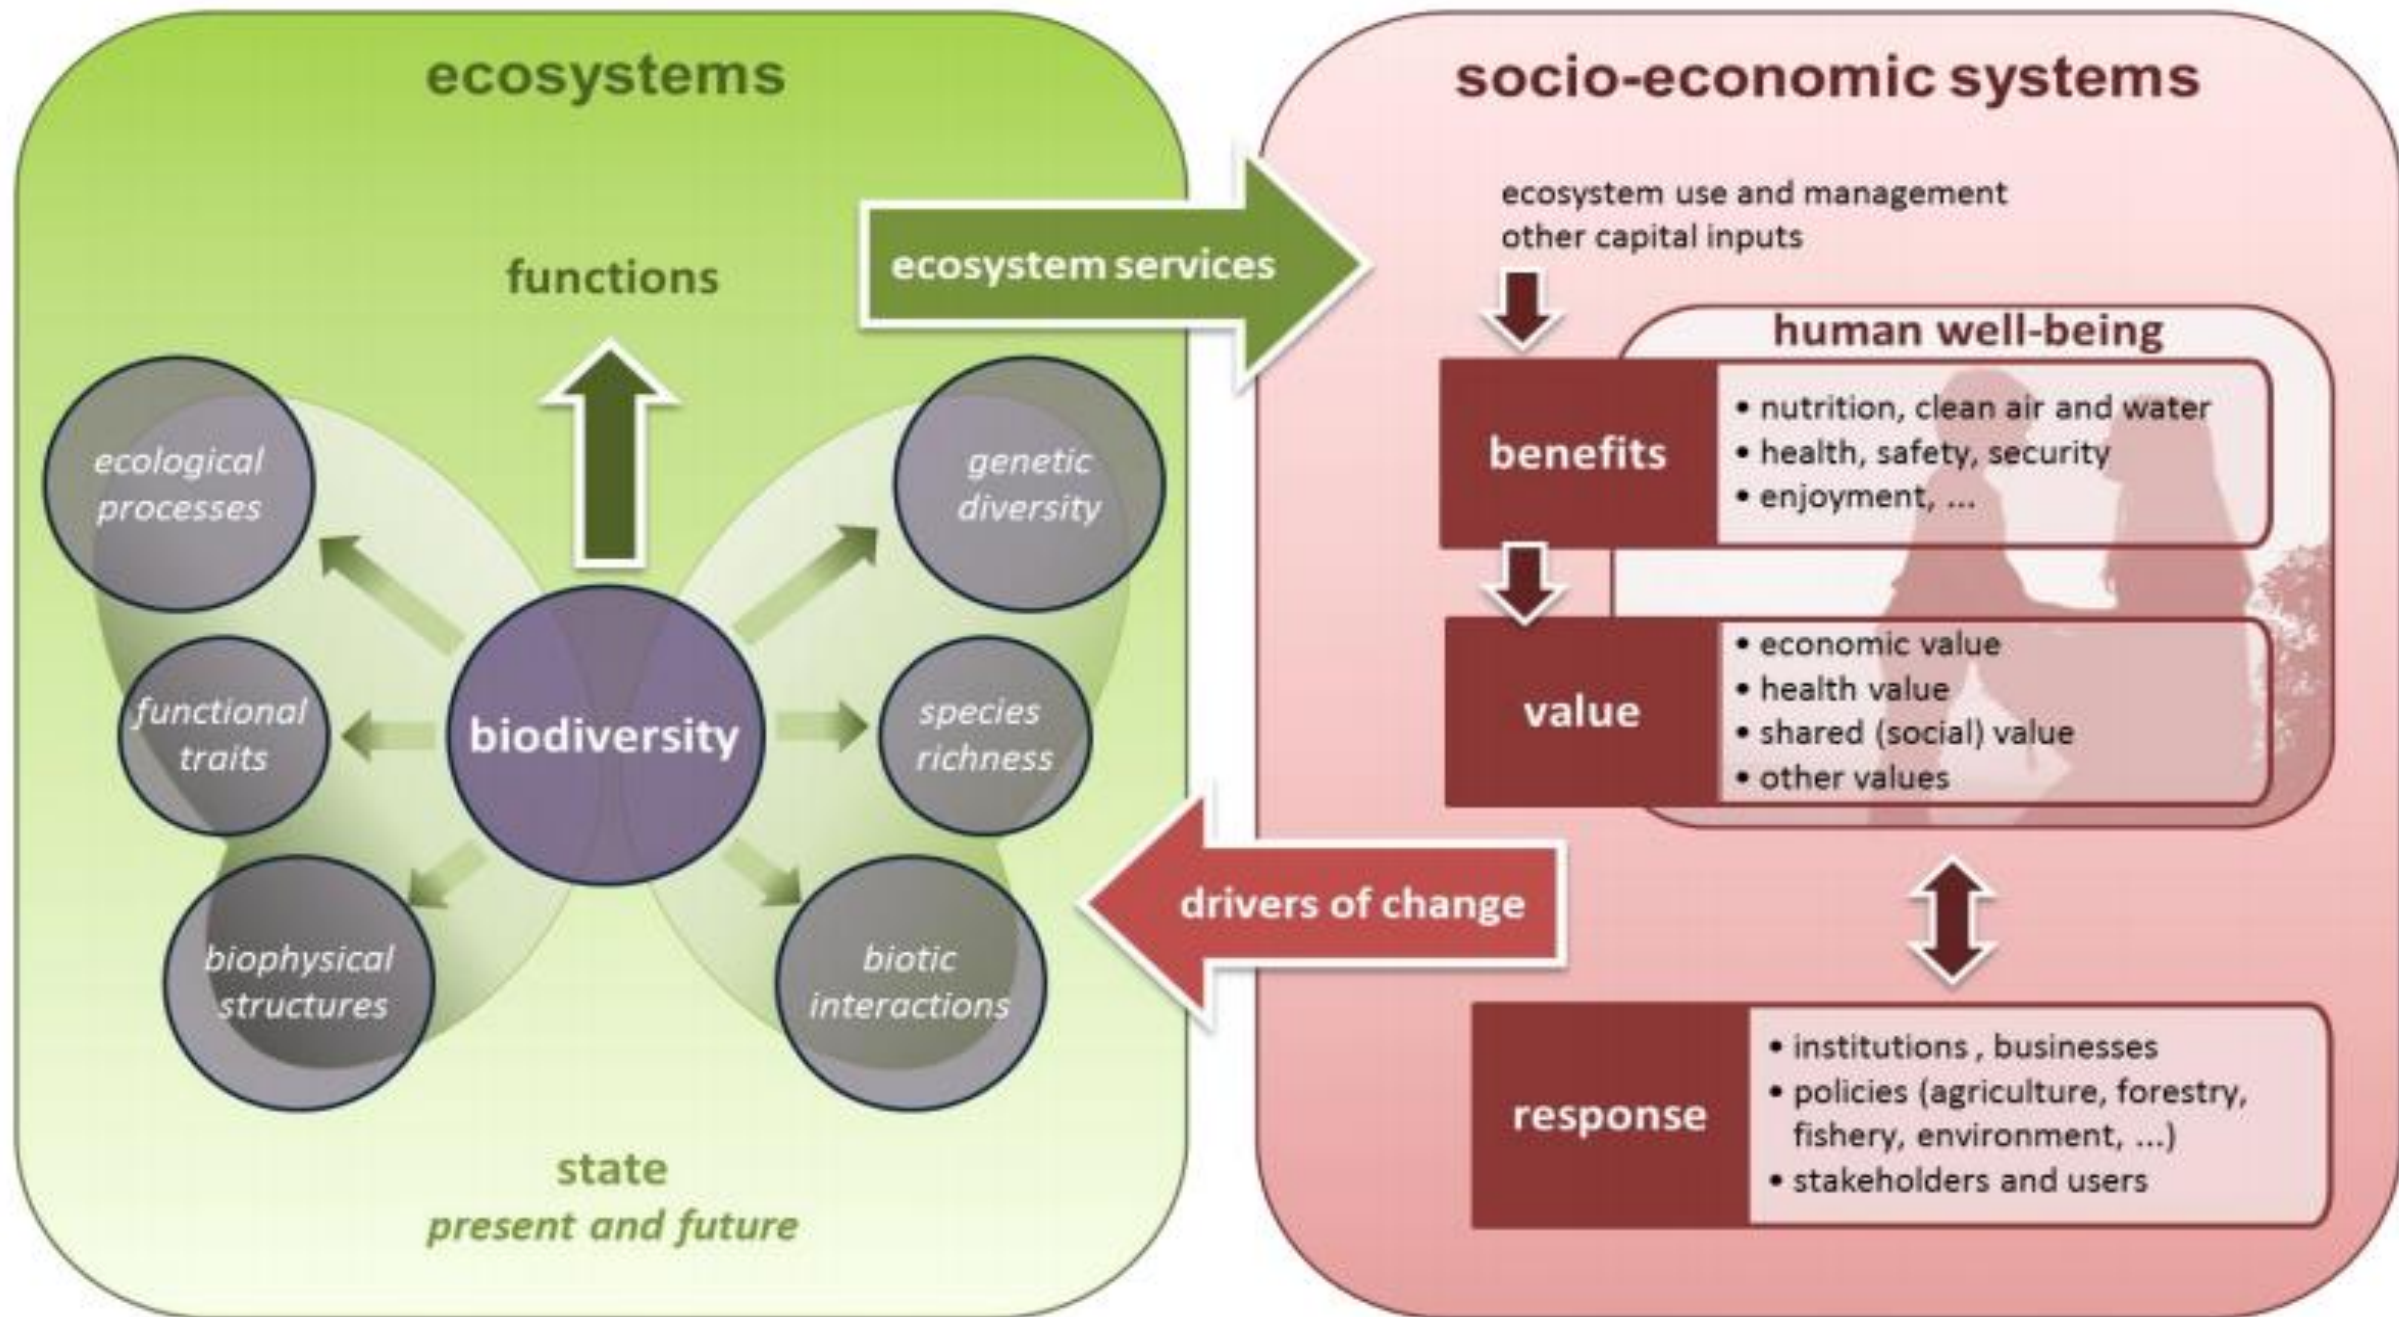 ecosystems
functions
ecosystem services
ecological
processes
genetic
diversity
functional
traits
biodiversity
species
richness
biophysical
structures
biotic
interactions
state
present and future
socio-economic systems
ecosystem use and management
other capital inputs
human well-being
benefits
• nutrition, clean air and water
• health, safety, security
• enjoyment, ...
value
• economic value
• health value
• shared (social) value
• other values
drivers of change
response
• institutions , businesses
• policies (agriculture, forestry,
fishery, environment, ...)
• stakeholders and users